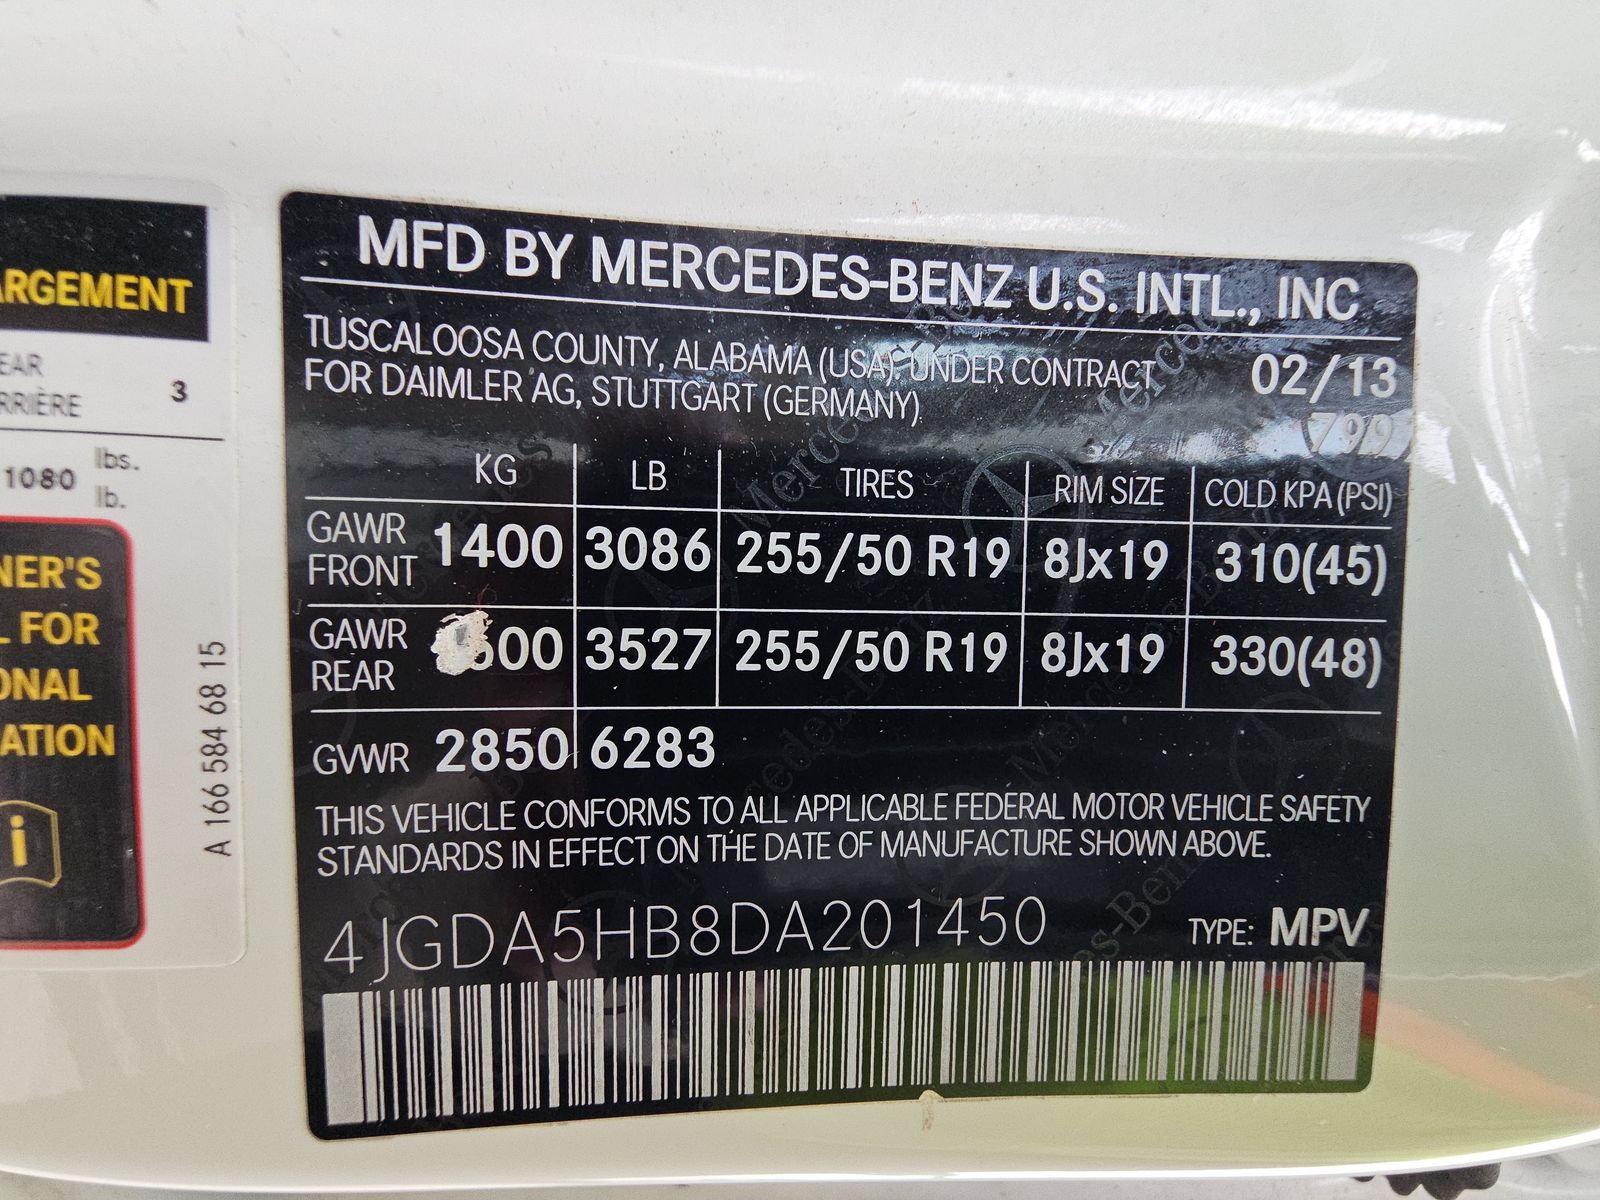 ARGEMENT
EAR
RRIÈRE 3
1080 lbs.
lb.
NER'S
L FOR
ONAL
ATION
i
A 166 584 68 15
MFD BY MERCEDES-BENZ U.S. INTL., INC
TUSCALOOSA COUNTY, ALABAMA (USA), UNDER CONTRACT 02/13
FOR DAIMLER AG, STUTTGART (GERMANY) 799
KG LB TIRES RIM SIZE COLD KPA (PSI)
GAWR FRONT 1400 3086 255/50 R19 8Jx19 310(45)
GAWR REAR 600 3527 255/50 R19 8Jx19 330(48)
GVWR 2850 6283
THIS VEHICLE CONFORMS TO ALL APPLICABLE FEDERAL MOTOR VEHICLE SAFETY
STANDARDS IN EFFECT ON THE DATE OF MANUFACTURE SHOWN ABOVE.
4JGDA5HB8DA201450 TYPE: MPV